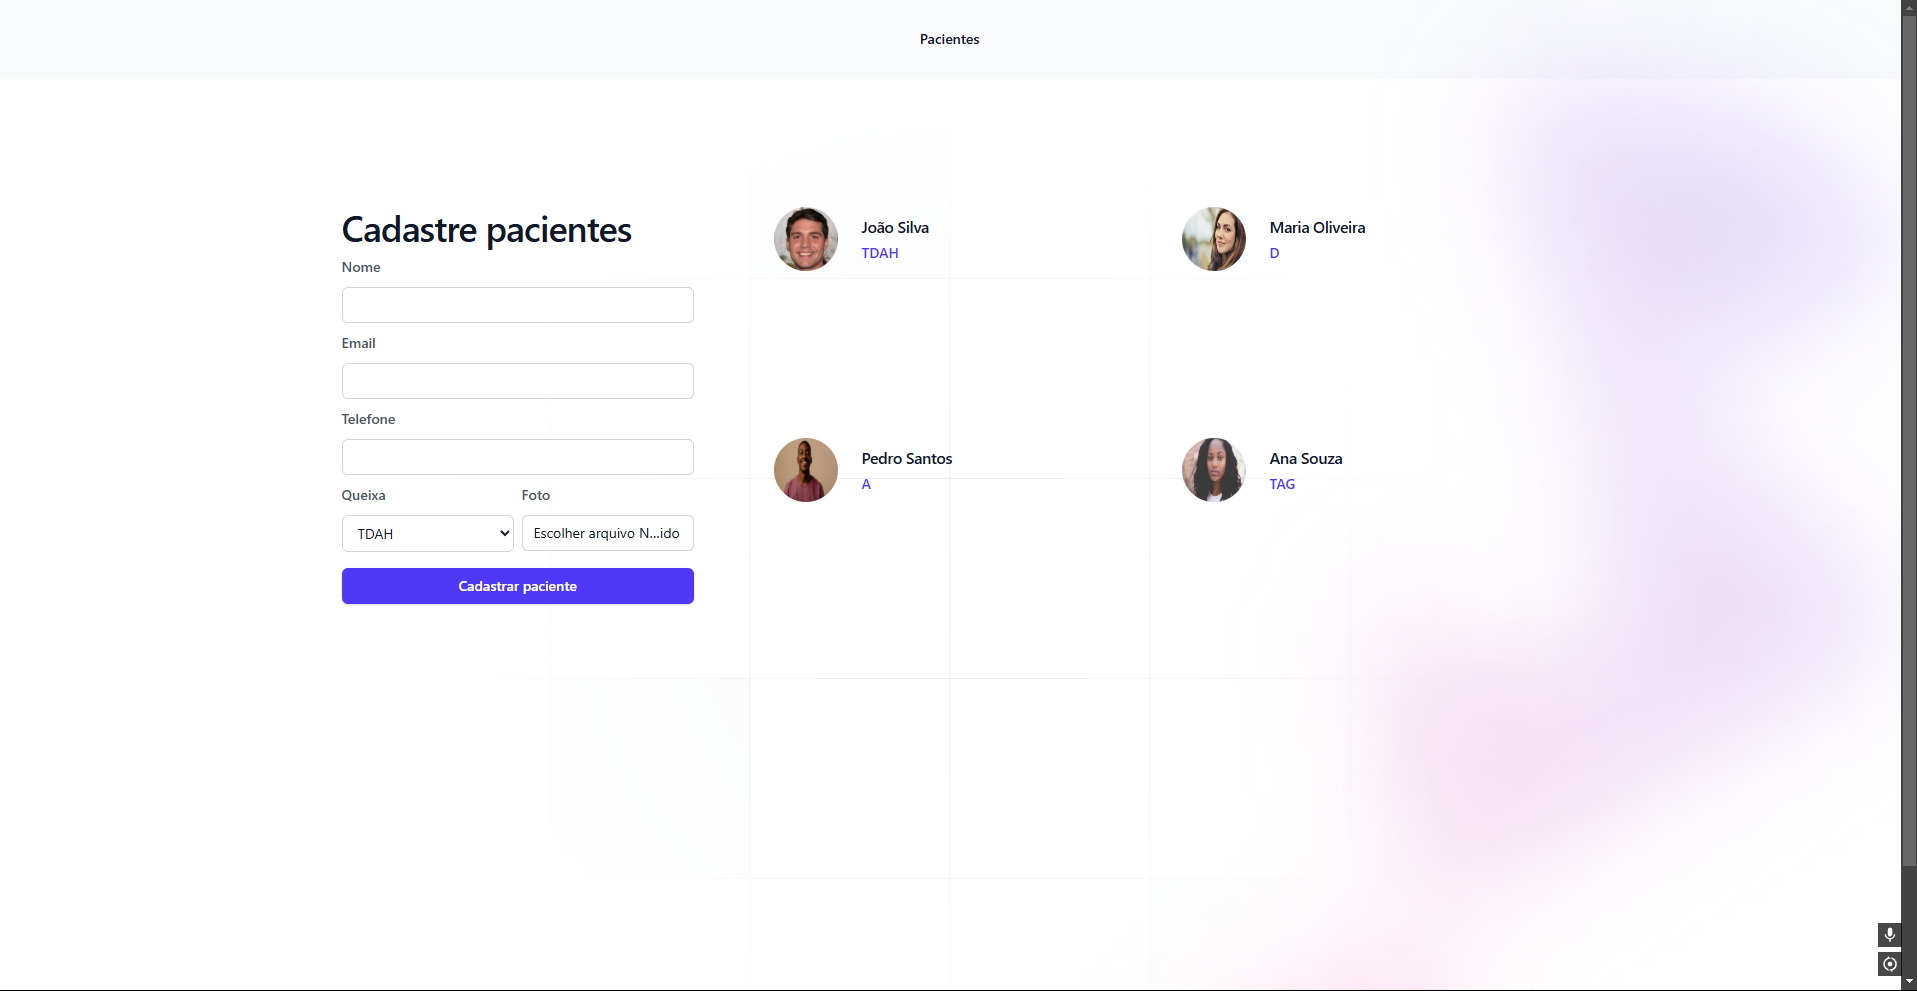 Pacientes
Cadastre pacientes
Nome
Email
Telefone
Queixa
Foto
TDAH
Escolher arquivo N...ido
Cadastrar paciente
João Silva
TDAH
Maria Oliveira
D
Pedro Santos
A
Ana Souza
TAG